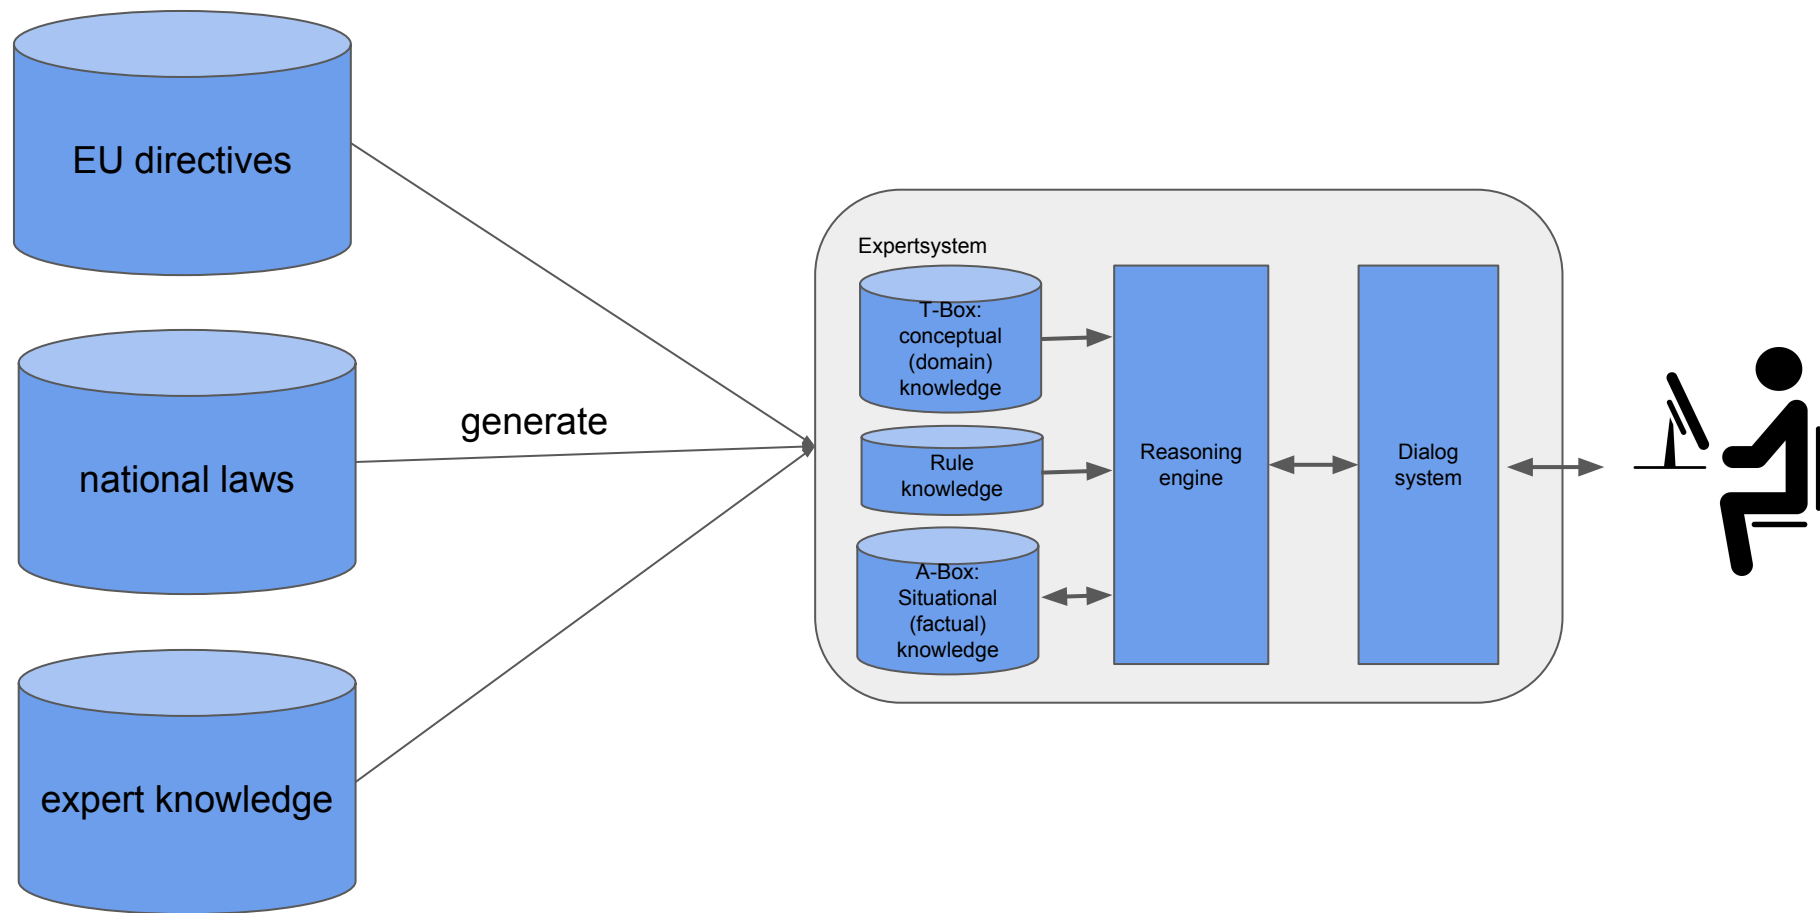 EU directives
national laws
expert knowledge
generate
Expertsystem
T-Box:
conceptual
(domain)
knowledge
Rule
knowledge
A-Box:
Situational
(factual)
knowledge
Reasoning
engine
Dialog
system